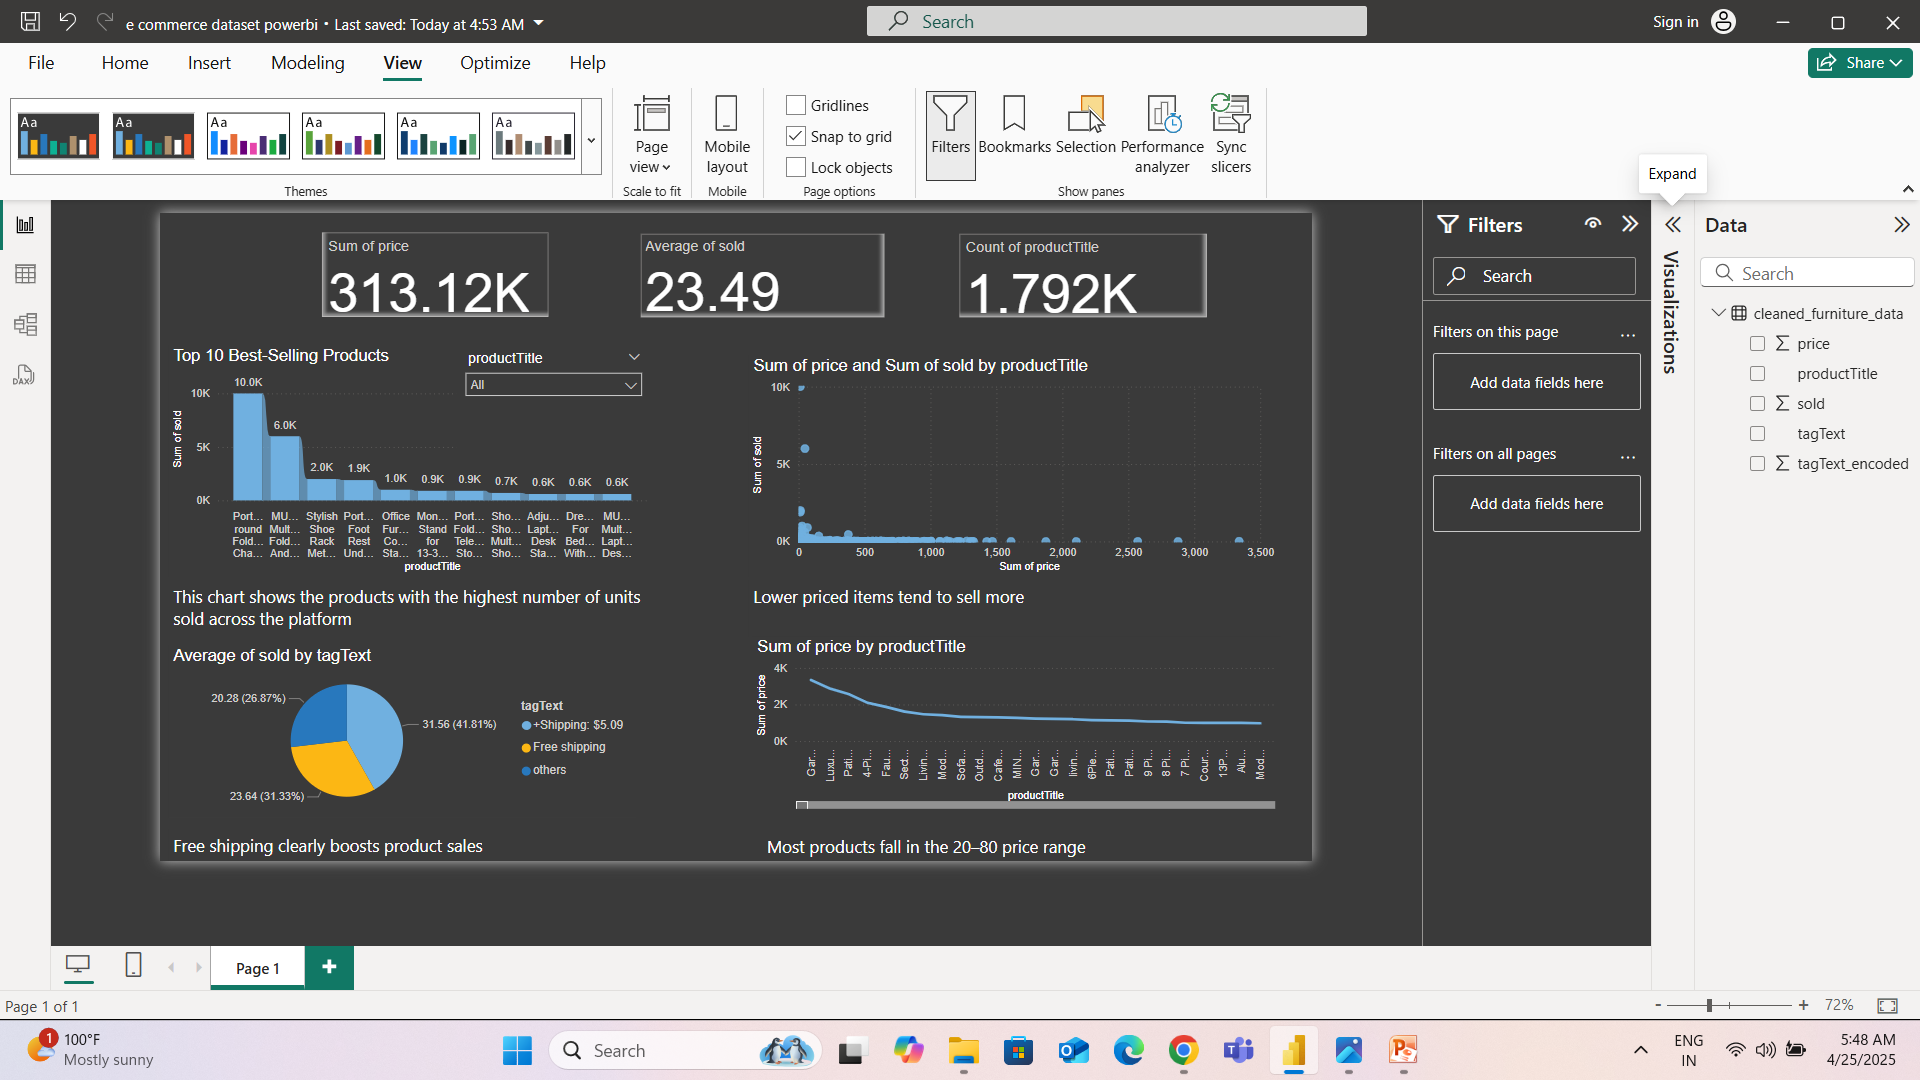 e commerce dataset powerbi • Last saved: Today at 4:53 AM
Search
Sign in
File
Home
Insert
Modeling
View
Optimize
Help
Share
Aa
Aa
Aa
Aa
Aa
Aa
Themes
Page view
Scale to fit
Mobile layout
Mobile
Gridlines
Snap to grid
Lock objects
Page options
Filters
Bookmarks
Selection
Performance analyzer
Sync slicers
Show panes
Expand
Sum of price
313.12K
Average of sold
23.49
Count of productTitle
1.792K
Top 10 Best-Selling Products
productTitle
All
Sum of sold
10K
5K
0K
10.0K
6.0K
2.0K
1.9K
1.0K
0.9K
0.9K
0.7K
0.6K
0.6K
0.6K
Port... MU... Stylish Port... Office Mon... Port... Sho... Adju... Dre... MU...
round Mult... Shoe Foot Fur... Stand Fold... Sho... Lapt... For Mult...
Fold... Fold... Rack Rest Co... for Tele... Mult... Desk Bed... Lapt...
Cha... And... Met... Und... Sta... 13-3... Sto... Sho... Sta... With... Des...
productTitle
This chart shows the products with the highest number of units
sold across the platform
Sum of price and Sum of sold by productTitle
Sum of sold
10K
5K
0K
0 500 1,000 1,500 2,000 2,500 3,000 3,500
Sum of price
Lower priced items tend to sell more
Average of sold by tagText
20.28 (26.87%)
31.56 (41.81%)
23.64 (31.33%)
tagText
+Shipping: $5.09
Free shipping
others
Free shipping clearly boosts product sales
Sum of price by productTitle
Sum of price
4K
2K
0K
Gar... Luxu... Pati... 4-Pi... Fau... Sect... Livin... Mod... Sofa... Outd... Cafe... MIN... Gar... Gar... livin... 6Pie... Pati... Pati... 9 Pi... 8 Pi... 7 Pi... Cour... 13P... Alu... Mod...
productTitle
Most products fall in the 20–80 price range
Filters
Search
Filters on this page
...
Add data fields here
Filters on all pages
...
Add data fields here
Visualizations
Data
Search
cleaned_furniture_data
price
productTitle
sold
tagText
tagText_encoded
DAX
Page 1
Page 1 of 1
- + 72%
1
100°F
Mostly sunny
Search
ENG
IN
5:48 AM
4/25/2025